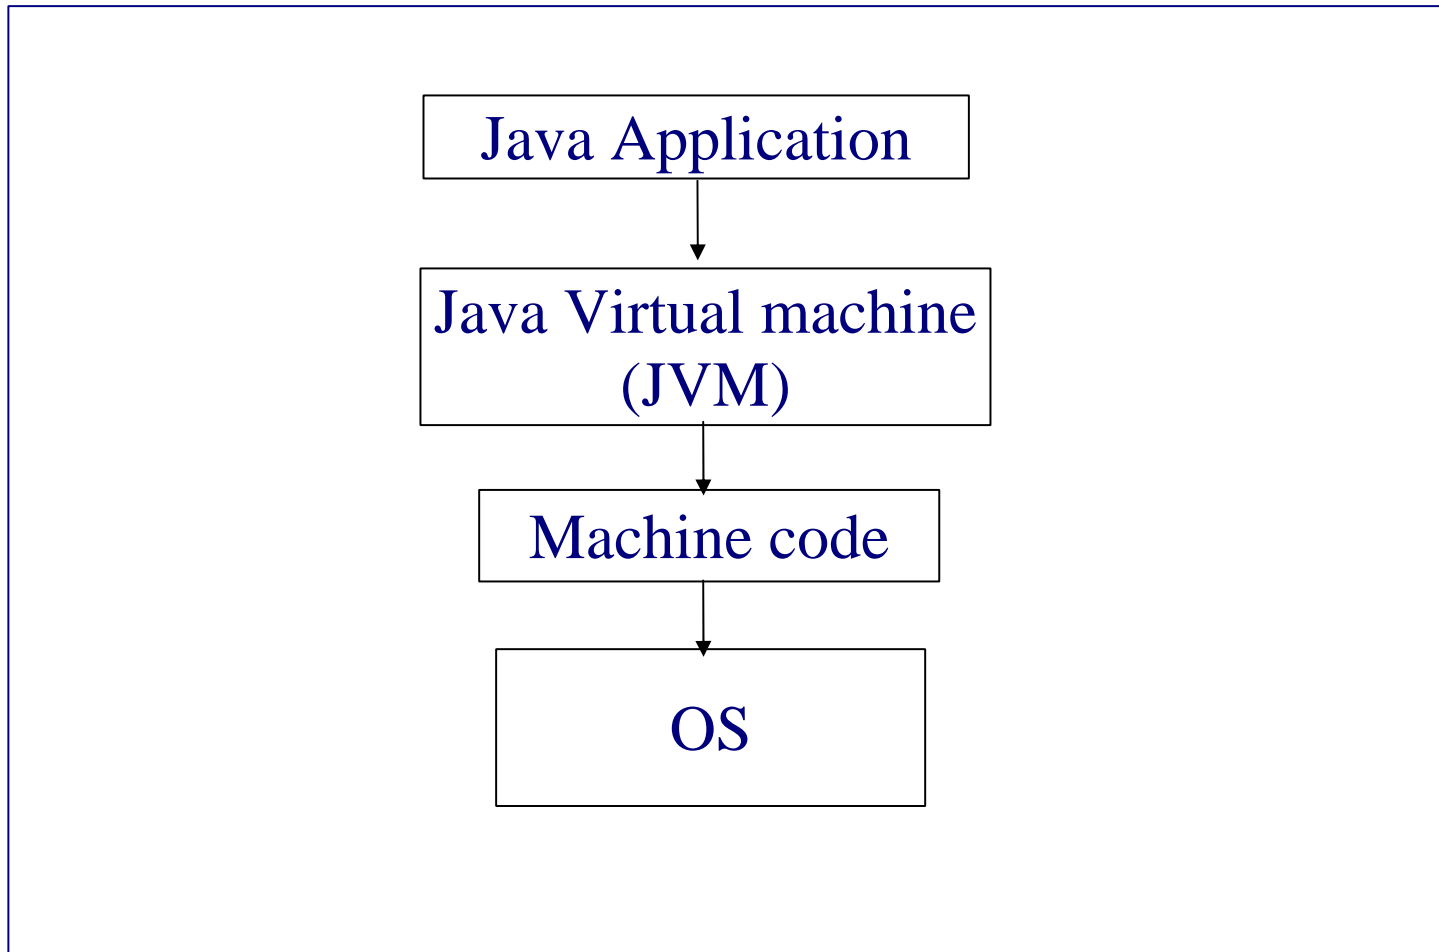 Java Application
Java Virtual machine
(JVM)
Machine code
OS